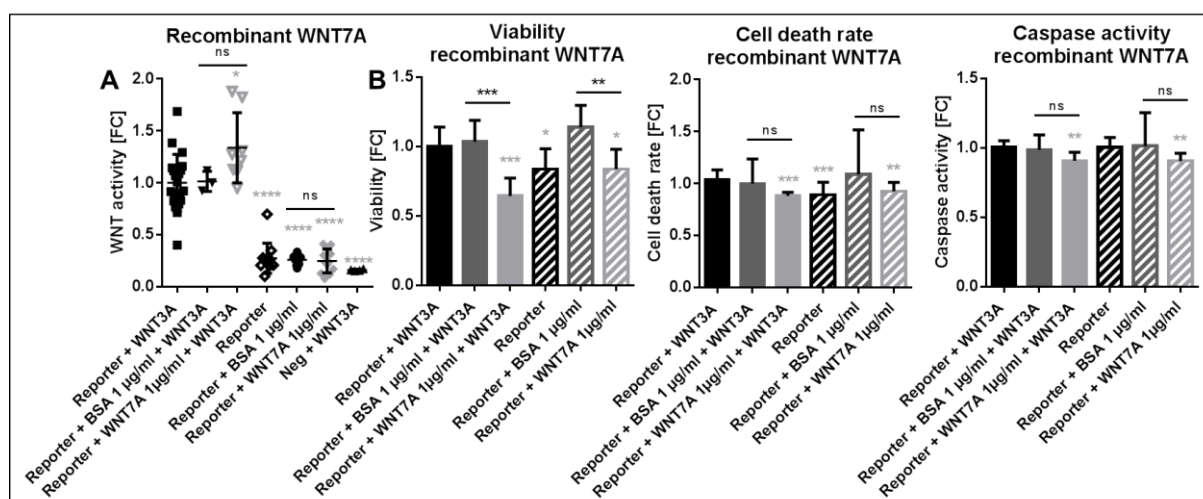 A
Recombinant WNT7A
WNT activity [FC]
2.0
1.5
1.0
0.5
0.0
ns
*
****
ns
****
****
****
Reporter + WNT3A
Reporter + BSA 1 µg/ml + WNT3A
Reporter + WNT7A 1µg/ml + WNT3A
Reporter
Reporter + BSA 1 µg/ml
Reporter + WNT7A 1µg/ml
Neg + WNT3A
B
Viability
recombinant WNT7A
Viability [FC]
1.5
1.0
0.5
0.0
***
***
*
**
*
Reporter + WNT3A
Reporter + BSA 1 µg/ml + WNT3A
Reporter + WNT7A 1µg/ml + WNT3A
Reporter
Reporter + BSA 1 µg/ml
Reporter + WNT7A 1µg/ml
Cell death rate
recombinant WNT7A
Cell death rate [FC]
2.0
1.5
1.0
0.5
0.0
ns
***
***
ns
**
Reporter + WNT3A
Reporter + BSA 1 µg/ml + WNT3A
Reporter + WNT7A 1µg/ml + WNT3A
Reporter
Reporter + BSA 1 µg/ml
Reporter + WNT7A 1µg/ml
Caspase activity
recombinant WNT7A
Caspase activity [FC]
1.5
1.0
0.5
0.0
ns
**
ns
**
Reporter + WNT3A
Reporter + BSA 1 µg/ml + WNT3A
Reporter + WNT7A 1µg/ml + WNT3A
Reporter
Reporter + BSA 1 µg/ml
Reporter + WNT7A 1µg/ml